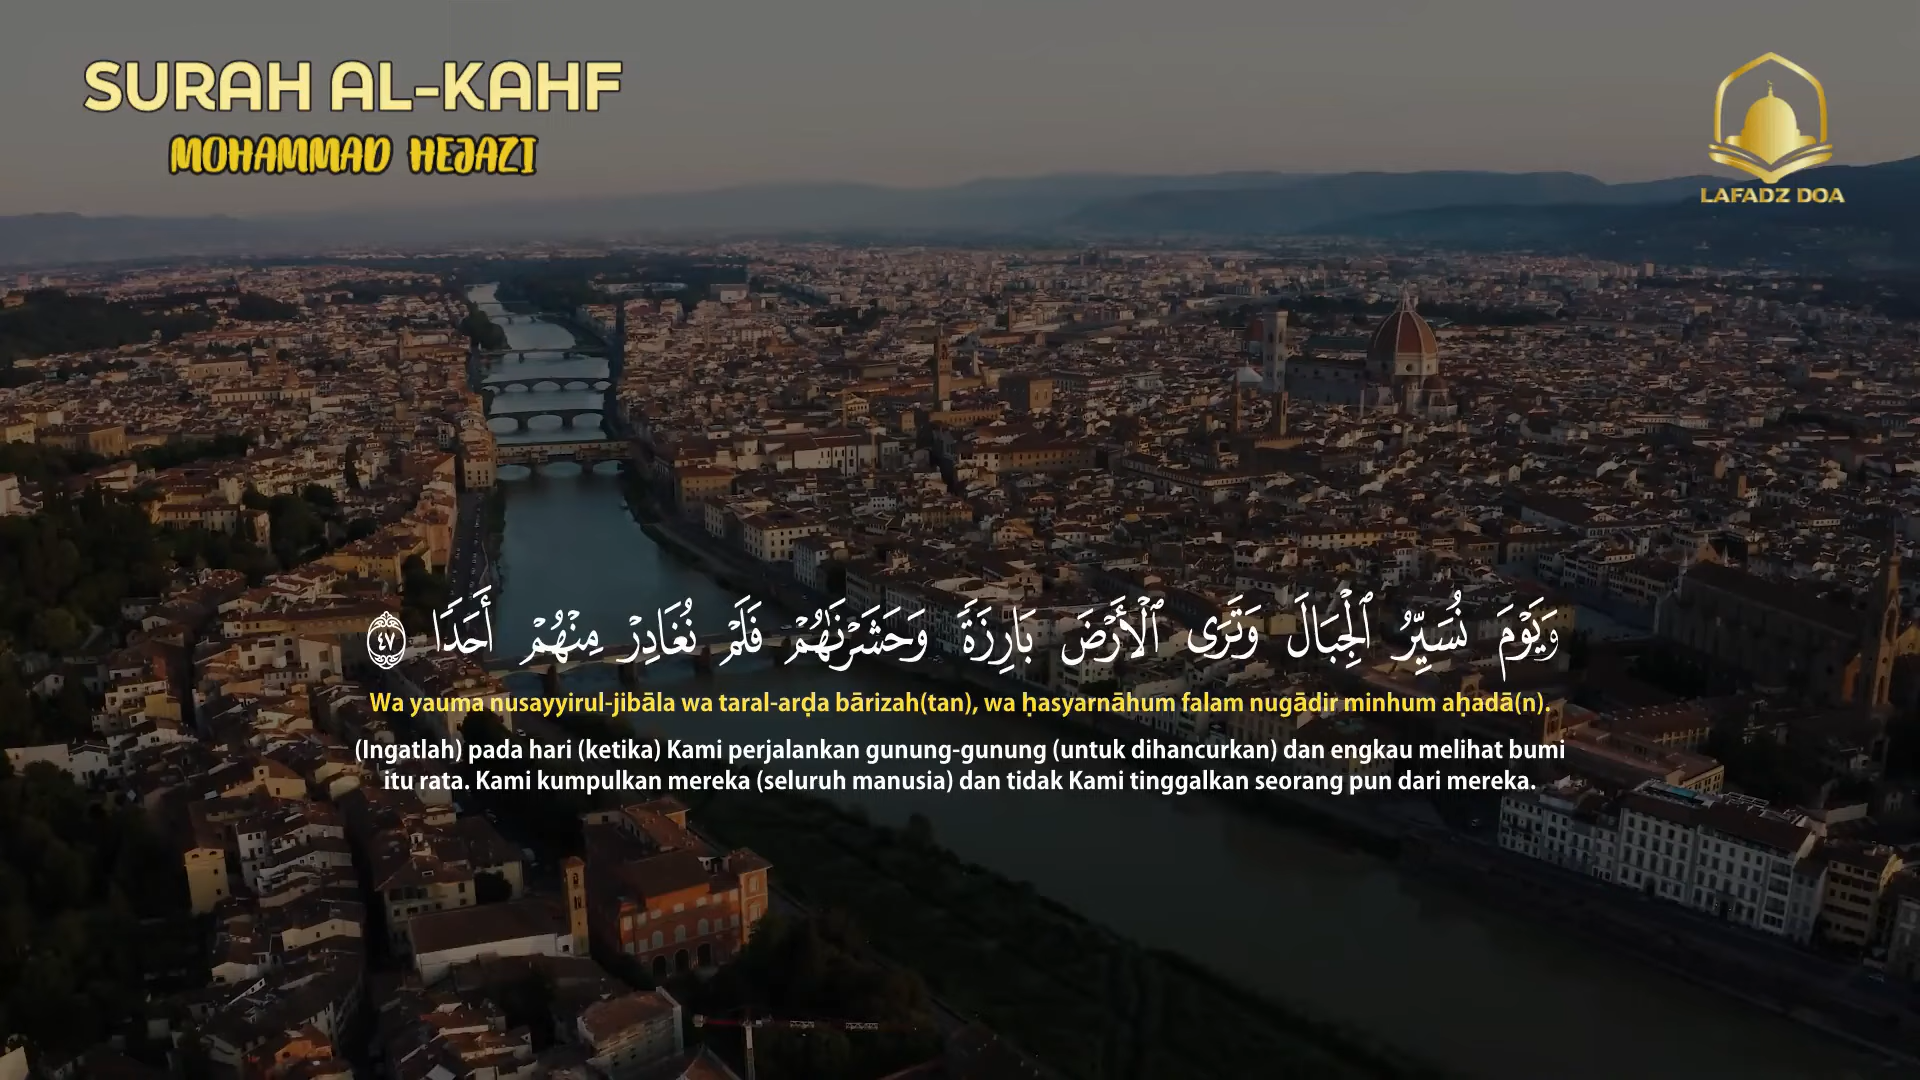 SURAH AL-KAHF
MOHAMMAD HEJAZI
LAFADZ DOA
وَيَوْمَ نُسَيِّرُ ٱلْجِبَالَ وَتَرَى ٱلْأَرْضَ بَارِزَةً وَحَشَرْنَٰهُمْ فَلَمْ نُغَادِرْ مِنْهُمْ أَحَدًا ٤٧
Wa yauma nusayyirul-jibāla wa taral-arḍa bārizah(tan), wa ḥasyarnāhum falam nugādir minhum aḥadā(n).
(Ingatlah) pada hari (ketika) Kami perjalankan gunung-gunung (untuk dihancurkan) dan engkau melihat bumi
itu rata. Kami kumpulkan mereka (seluruh manusia) dan tidak Kami tinggalkan seorang pun dari mereka.